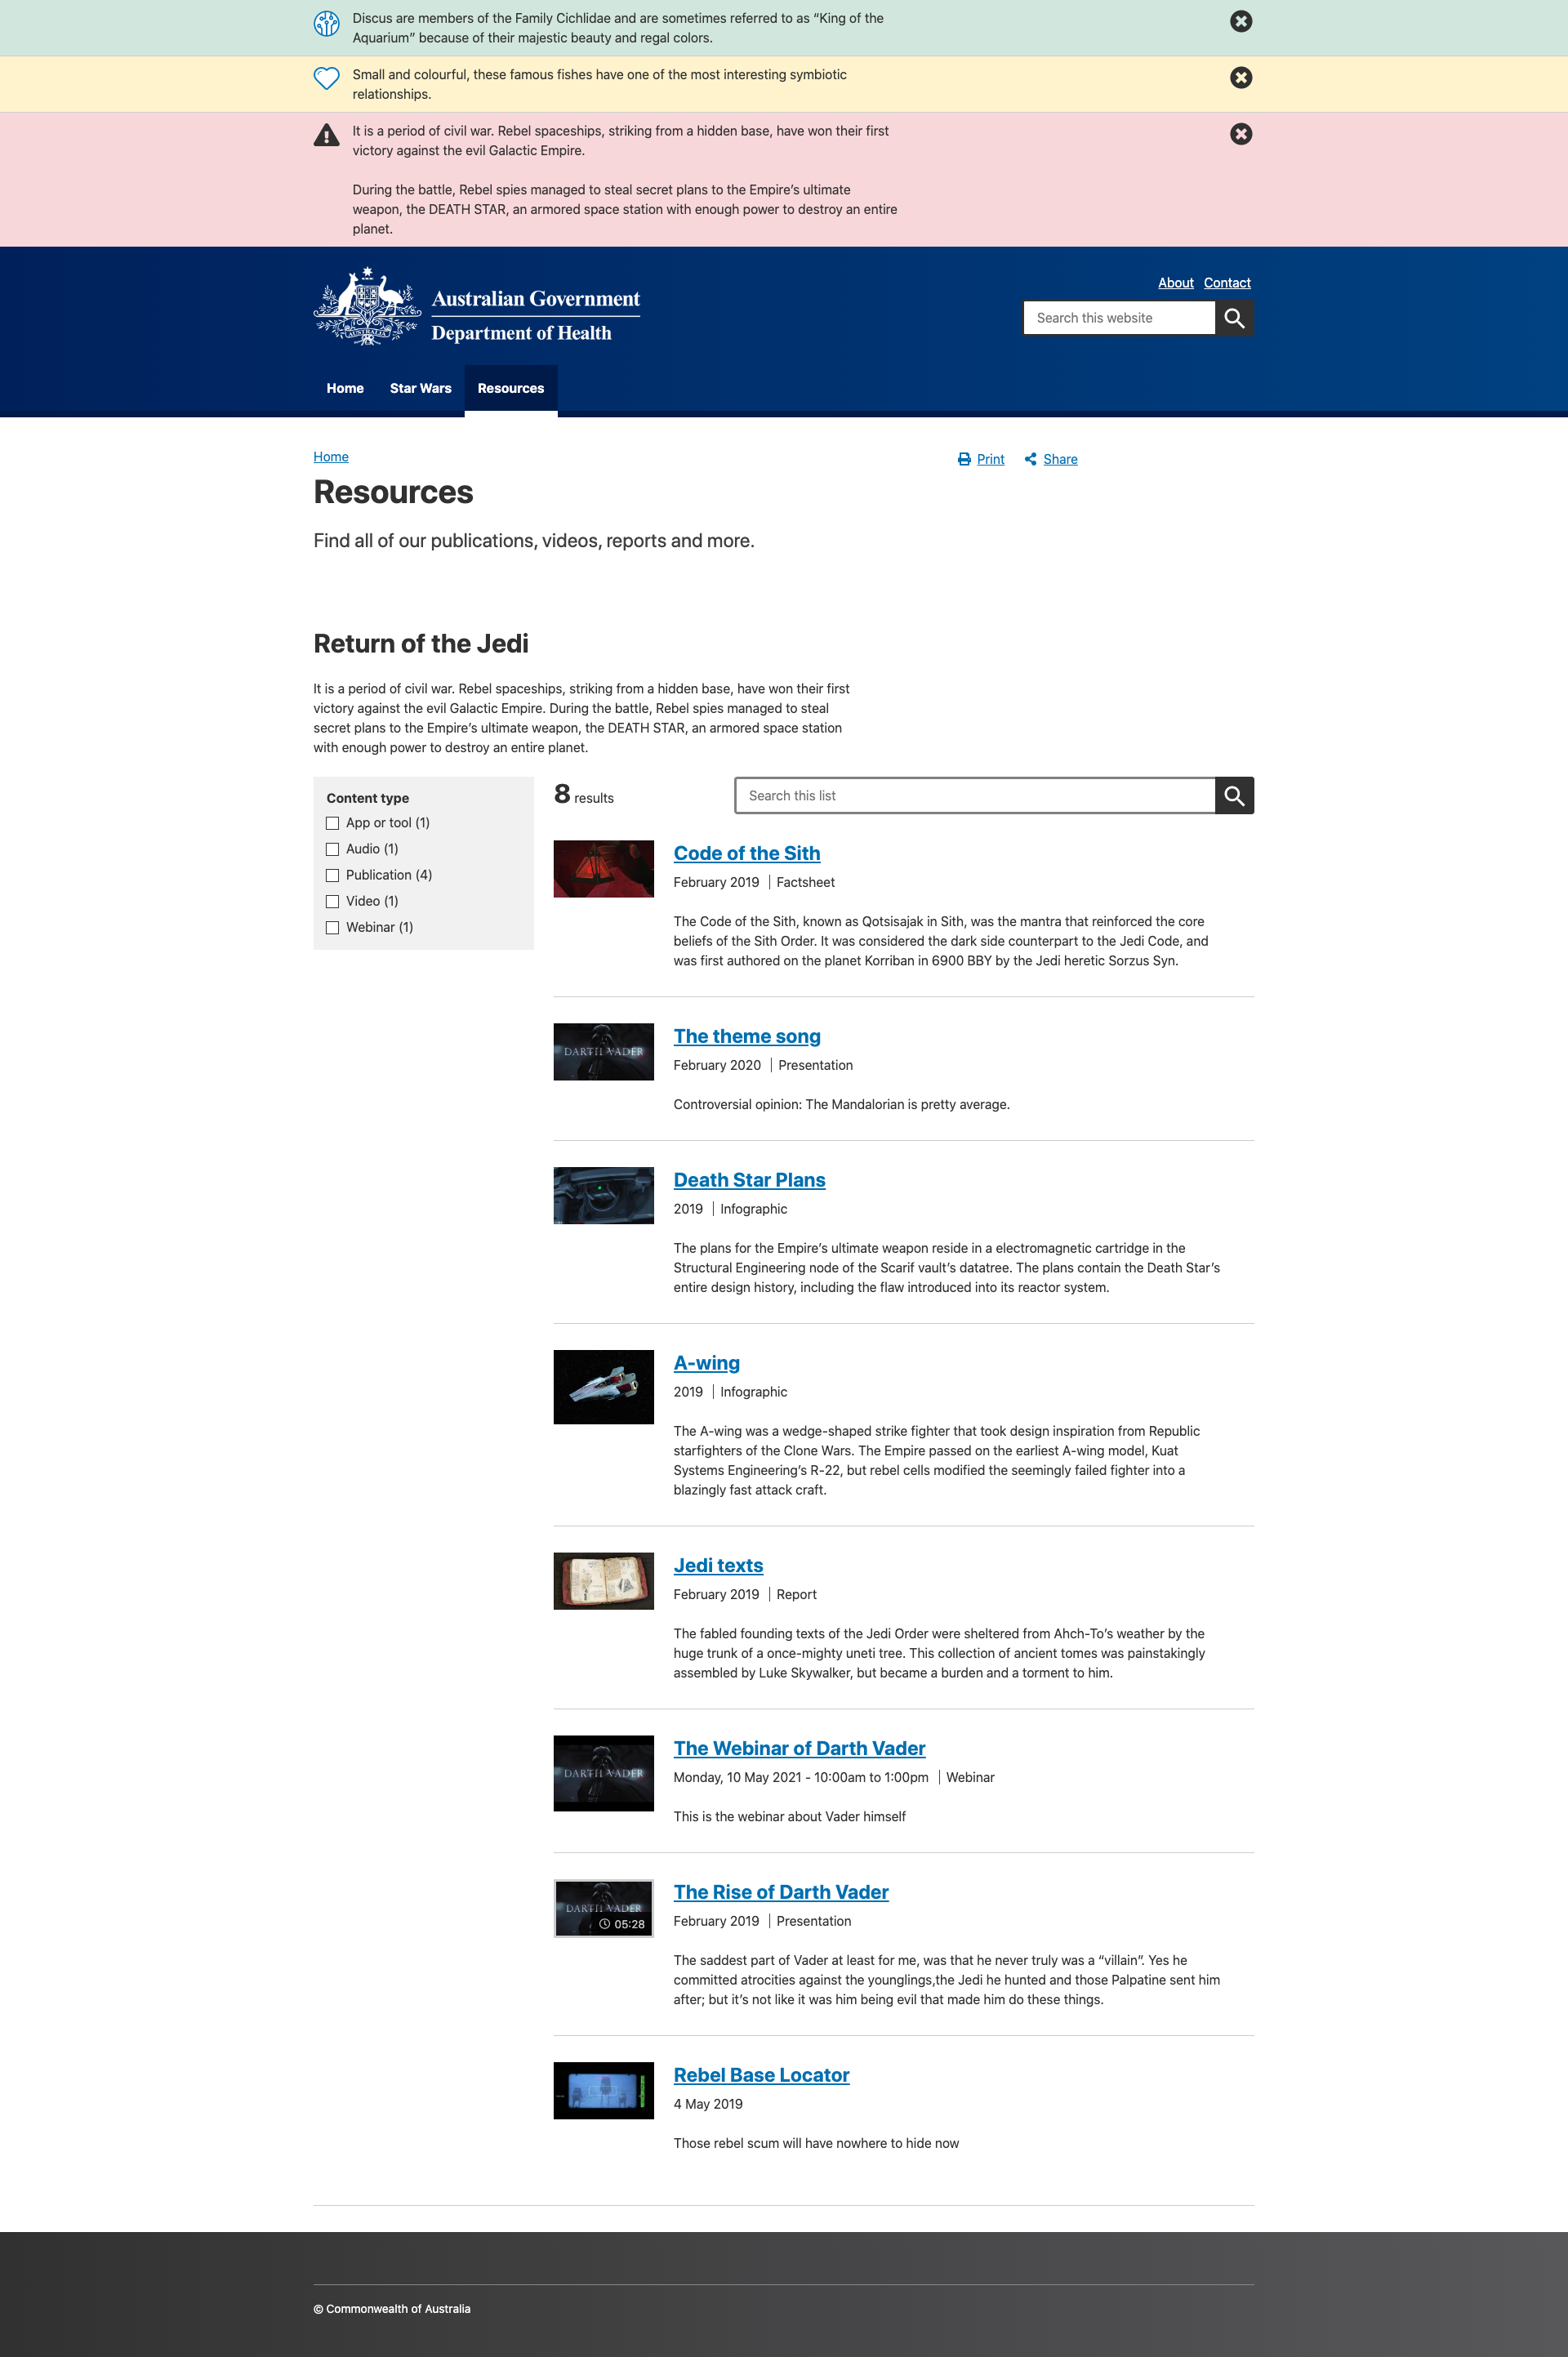 Discus are members of the Family Cichlidae and are sometimes referred to as “King of the
Aquarium” because of their majestic beauty and regal colors.
Small and colourful, these famous fishes have one of the most interesting symbiotic
relationships.
It is a period of civil war. Rebel spaceships, striking from a hidden base, have won their first
victory against the evil Galactic Empire.
During the battle, Rebel spies managed to steal secret plans to the Empire’s ultimate
weapon, the DEATH STAR, an armored space station with enough power to destroy an entire
planet.
AUSTRALIA
Australian Government
Department of Health
About Contact
Search this website
Home Star Wars Resources
Home
Print Share
Resources
Find all of our publications, videos, reports and more.
Return of the Jedi
It is a period of civil war. Rebel spaceships, striking from a hidden base, have won their first
victory against the evil Galactic Empire. During the battle, Rebel spies managed to steal
secret plans to the Empire’s ultimate weapon, the DEATH STAR, an armored space station
with enough power to destroy an entire planet.
Content type
App or tool (1)
Audio (1)
Publication (4)
Video (1)
Webinar (1)
8 results
Search this list
Code of the Sith
February 2019 | Factsheet
The Code of the Sith, known as Qotsisajak in Sith, was the mantra that reinforced the core
beliefs of the Sith Order. It was considered the dark side counterpart to the Jedi Code, and
was first authored on the planet Korriban in 6900 BBY by the Jedi heretic Sorzus Syn.
DARTH VADER
The theme song
February 2020 | Presentation
Controversial opinion: The Mandalorian is pretty average.
Death Star Plans
2019 | Infographic
The plans for the Empire’s ultimate weapon reside in a electromagnetic cartridge in the
Structural Engineering node of the Scarif vault’s datatree. The plans contain the Death Star’s
entire design history, including the flaw introduced into its reactor system.
A-wing
2019 | Infographic
The A-wing was a wedge-shaped strike fighter that took design inspiration from Republic
starfighters of the Clone Wars. The Empire passed on the earliest A-wing model, Kuat
Systems Engineering’s R-22, but rebel cells modified the seemingly failed fighter into a
blazingly fast attack craft.
Jedi texts
February 2019 | Report
The fabled founding texts of the Jedi Order were sheltered from Ahch-To’s weather by the
huge trunk of a once-mighty uneti tree. This collection of ancient tomes was painstakingly
assembled by Luke Skywalker, but became a burden and a torment to him.
DARTH VADER
The Webinar of Darth Vader
Monday, 10 May 2021 - 10:00am to 1:00pm | Webinar
This is the webinar about Vader himself
DARTH VADER
05:28
The Rise of Darth Vader
February 2019 | Presentation
The saddest part of Vader at least for me, was that he never truly was a “villain”. Yes he
committed atrocities against the younglings,the Jedi he hunted and those Palpatine sent him
after; but it’s not like it was him being evil that made him do these things.
Rebel Base Locator
4 May 2019
Those rebel scum will have nowhere to hide now
© Commonwealth of Australia